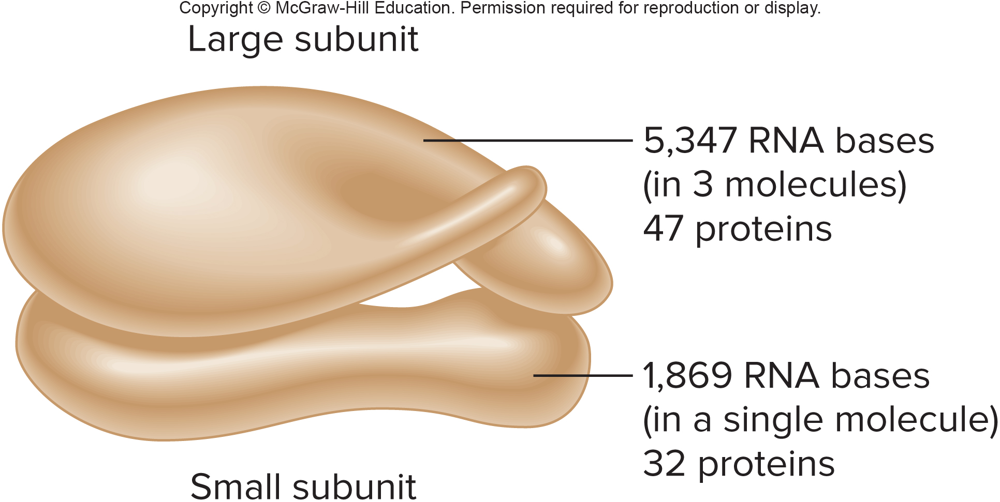 Copyright © McGraw-Hill Education. Permission required for reproduction or display.
Large subunit
5,347 RNA bases
(in 3 molecules)
47 proteins
1,869 RNA bases
(in a single molecule)
32 proteins
Small subunit